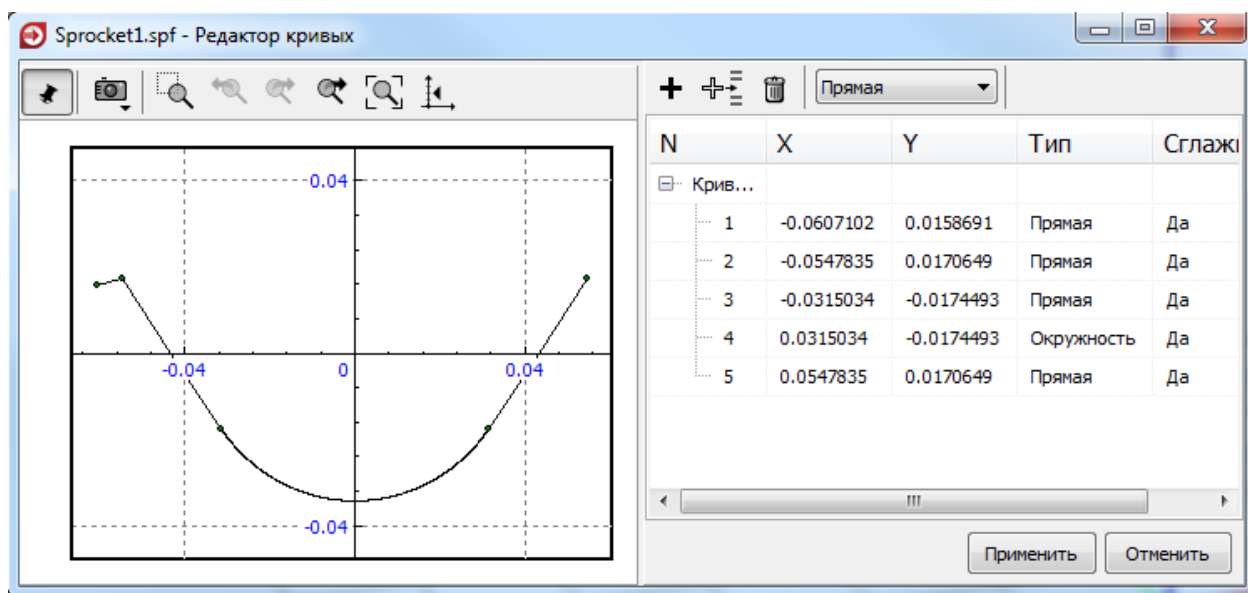 Sprocket1.spf - Редактор кривых
Прямая
N X Y Тип Сглажи
Крив...
1 -0.0607102 0.0158691 Прямая Да
2 -0.0547835 0.0170649 Прямая Да
3 -0.0315034 -0.0174493 Прямая Да
4 0.0315034 -0.0174493 Окружность Да
5 0.0547835 0.0170649 Прямая Да
0.04
-0.04 0 0.04
-0.04
Применить Отменить